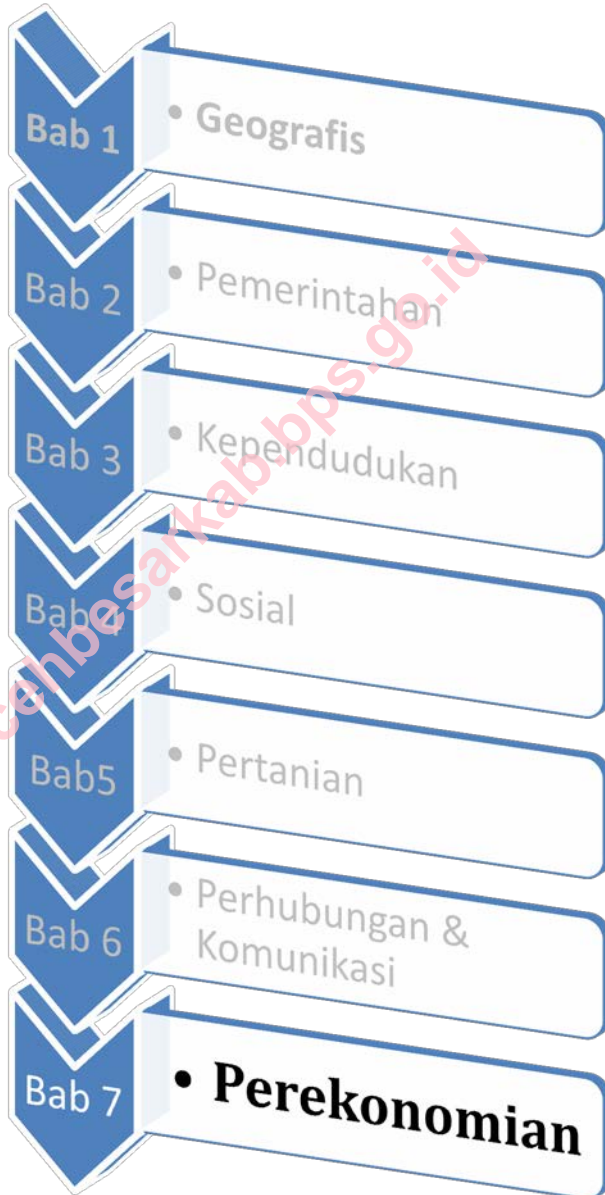 Bab 1
• Geografis
Bab 2
• Pemerintahan
Bab 3
• Kependudukan
Bab 4
• Sosial
Bab5
• Pertanian
Bab 6
• Perhubungan &
Komunikasi
Bab 7
• Perekonomian
cehbesarkab.bps.go.id